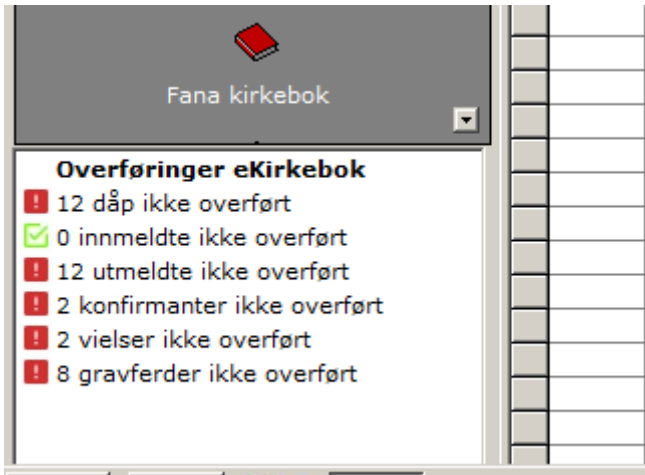 Fana kirkebok
Overføringer eKirkebok
12 dåp ikke overført
0 innmeldte ikke overført
12 utmeldte ikke overført
2 konfirmanter ikke overført
2 vielser ikke overført
8 gravferder ikke overført